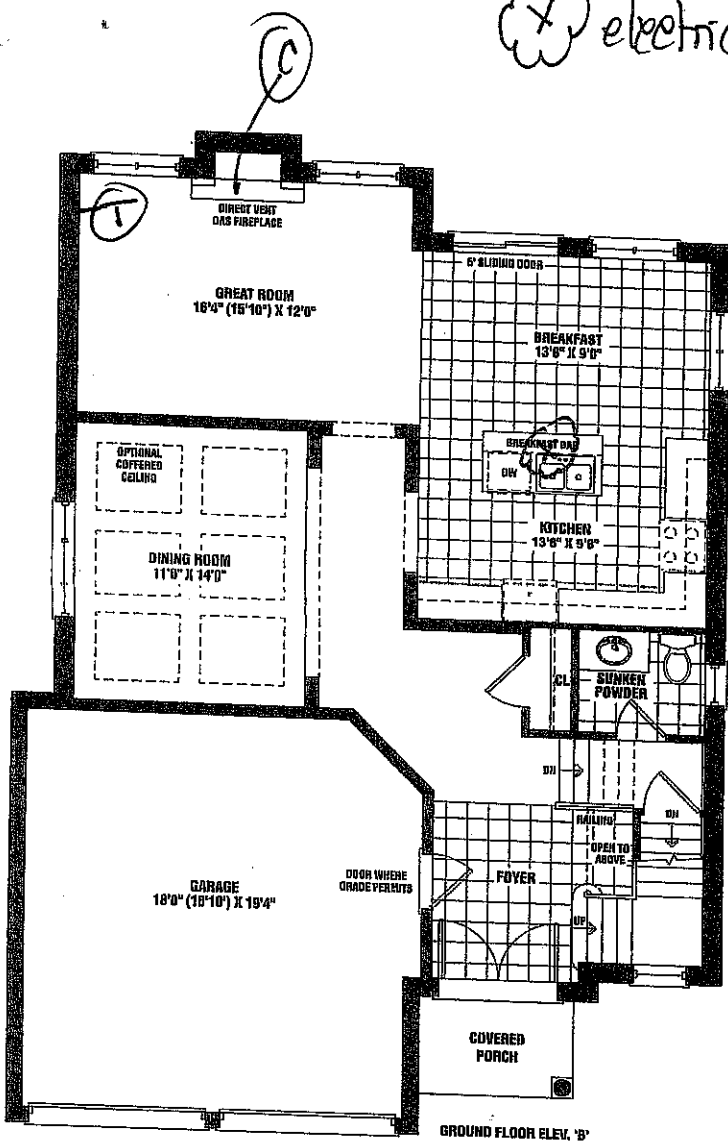 C
X
T
DIRECT VENT
GAS FIREPLACE
GREAT ROOM
16'4" (15'10") X 12'0"
6' SLIDING DOOR
BREAKFAST
13'6" X 9'0"
BREAKFAST BAR
DW
KITCHEN
13'6" X 9'6"
OPTIONAL
COFFERED
CEILING
DINING ROOM
11'0" X 14'0"
CL
SUNKEN
POWDER
DN
DN
RAILING
OPEN TO
ABOVE
DOOR WHERE
GRADE PERMITS
FOYER
UP
GARAGE
18'0" (18'10") X 19'4"
COVERED
PORCH
GROUND FLOOR ELEV. 'B'